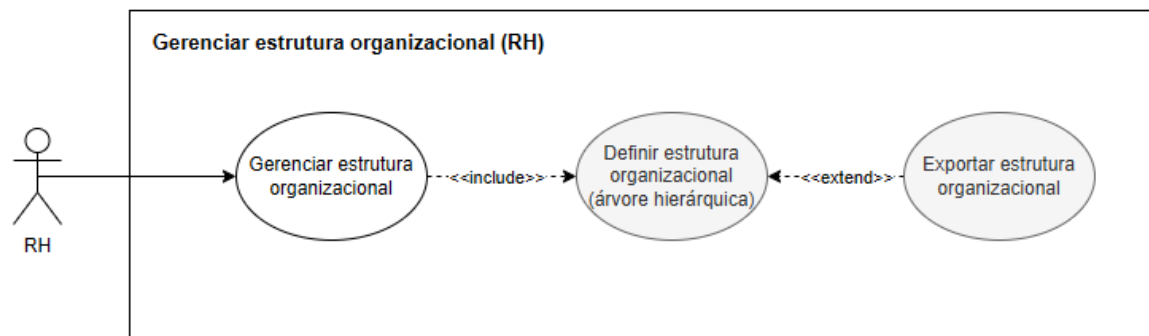 Gerenciar estrutura organizacional (RH)
RH
Gerenciar estrutura
organizacional
<<include>>
Definir estrutura
organizacional
(árvore hierárquica)
<<extend>>
Exportar estrutura
organizacional